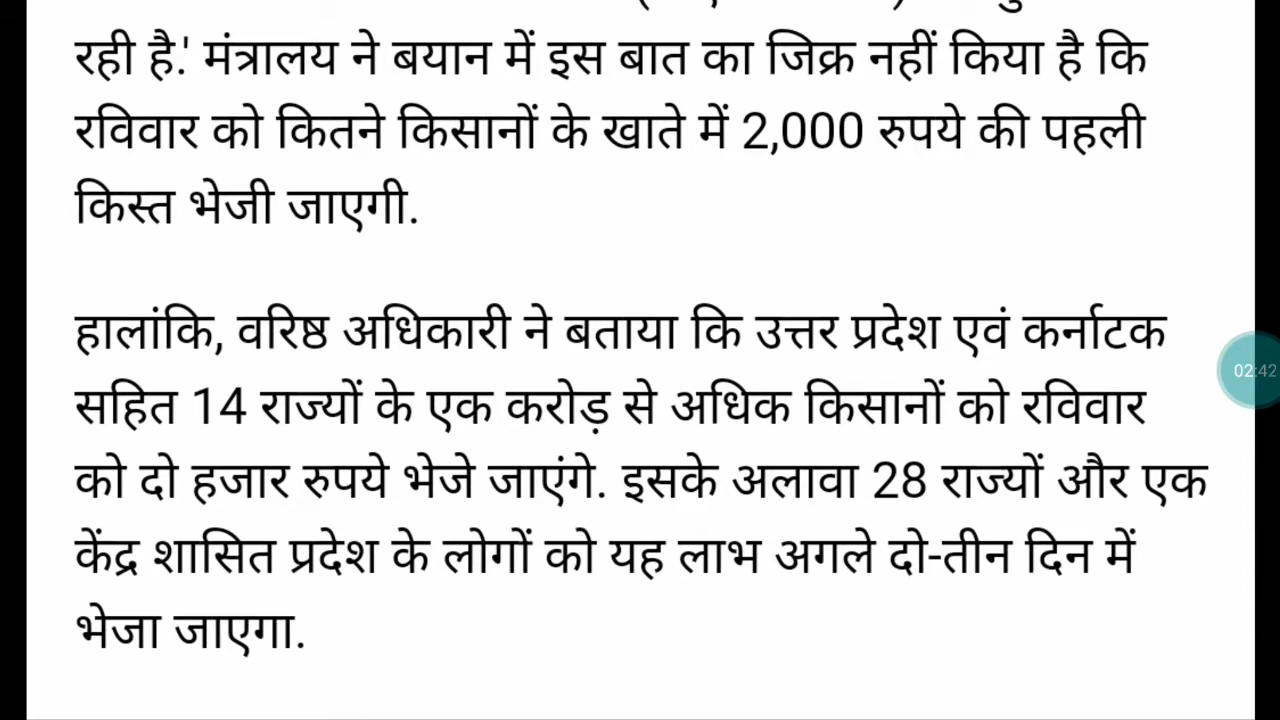 रही है.' मंत्रालय ने बयान में इस बात का जिक्र नहीं किया है कि
रविवार को कितने किसानों के खाते में 2,000 रुपये की पहली
किस्त भेजी जाएगी.
हालांकि, वरिष्ठ अधिकारी ने बताया कि उत्तर प्रदेश एवं कर्नाटक
सहित 14 राज्यों के एक करोड़ से अधिक किसानों को रविवार
को दो हजार रुपये भेजे जाएंगे. इसके अलावा 28 राज्यों और एक
केंद्र शासित प्रदेश के लोगों को यह लाभ अगले दो-तीन दिन में
भेजा जाएगा.
02:42